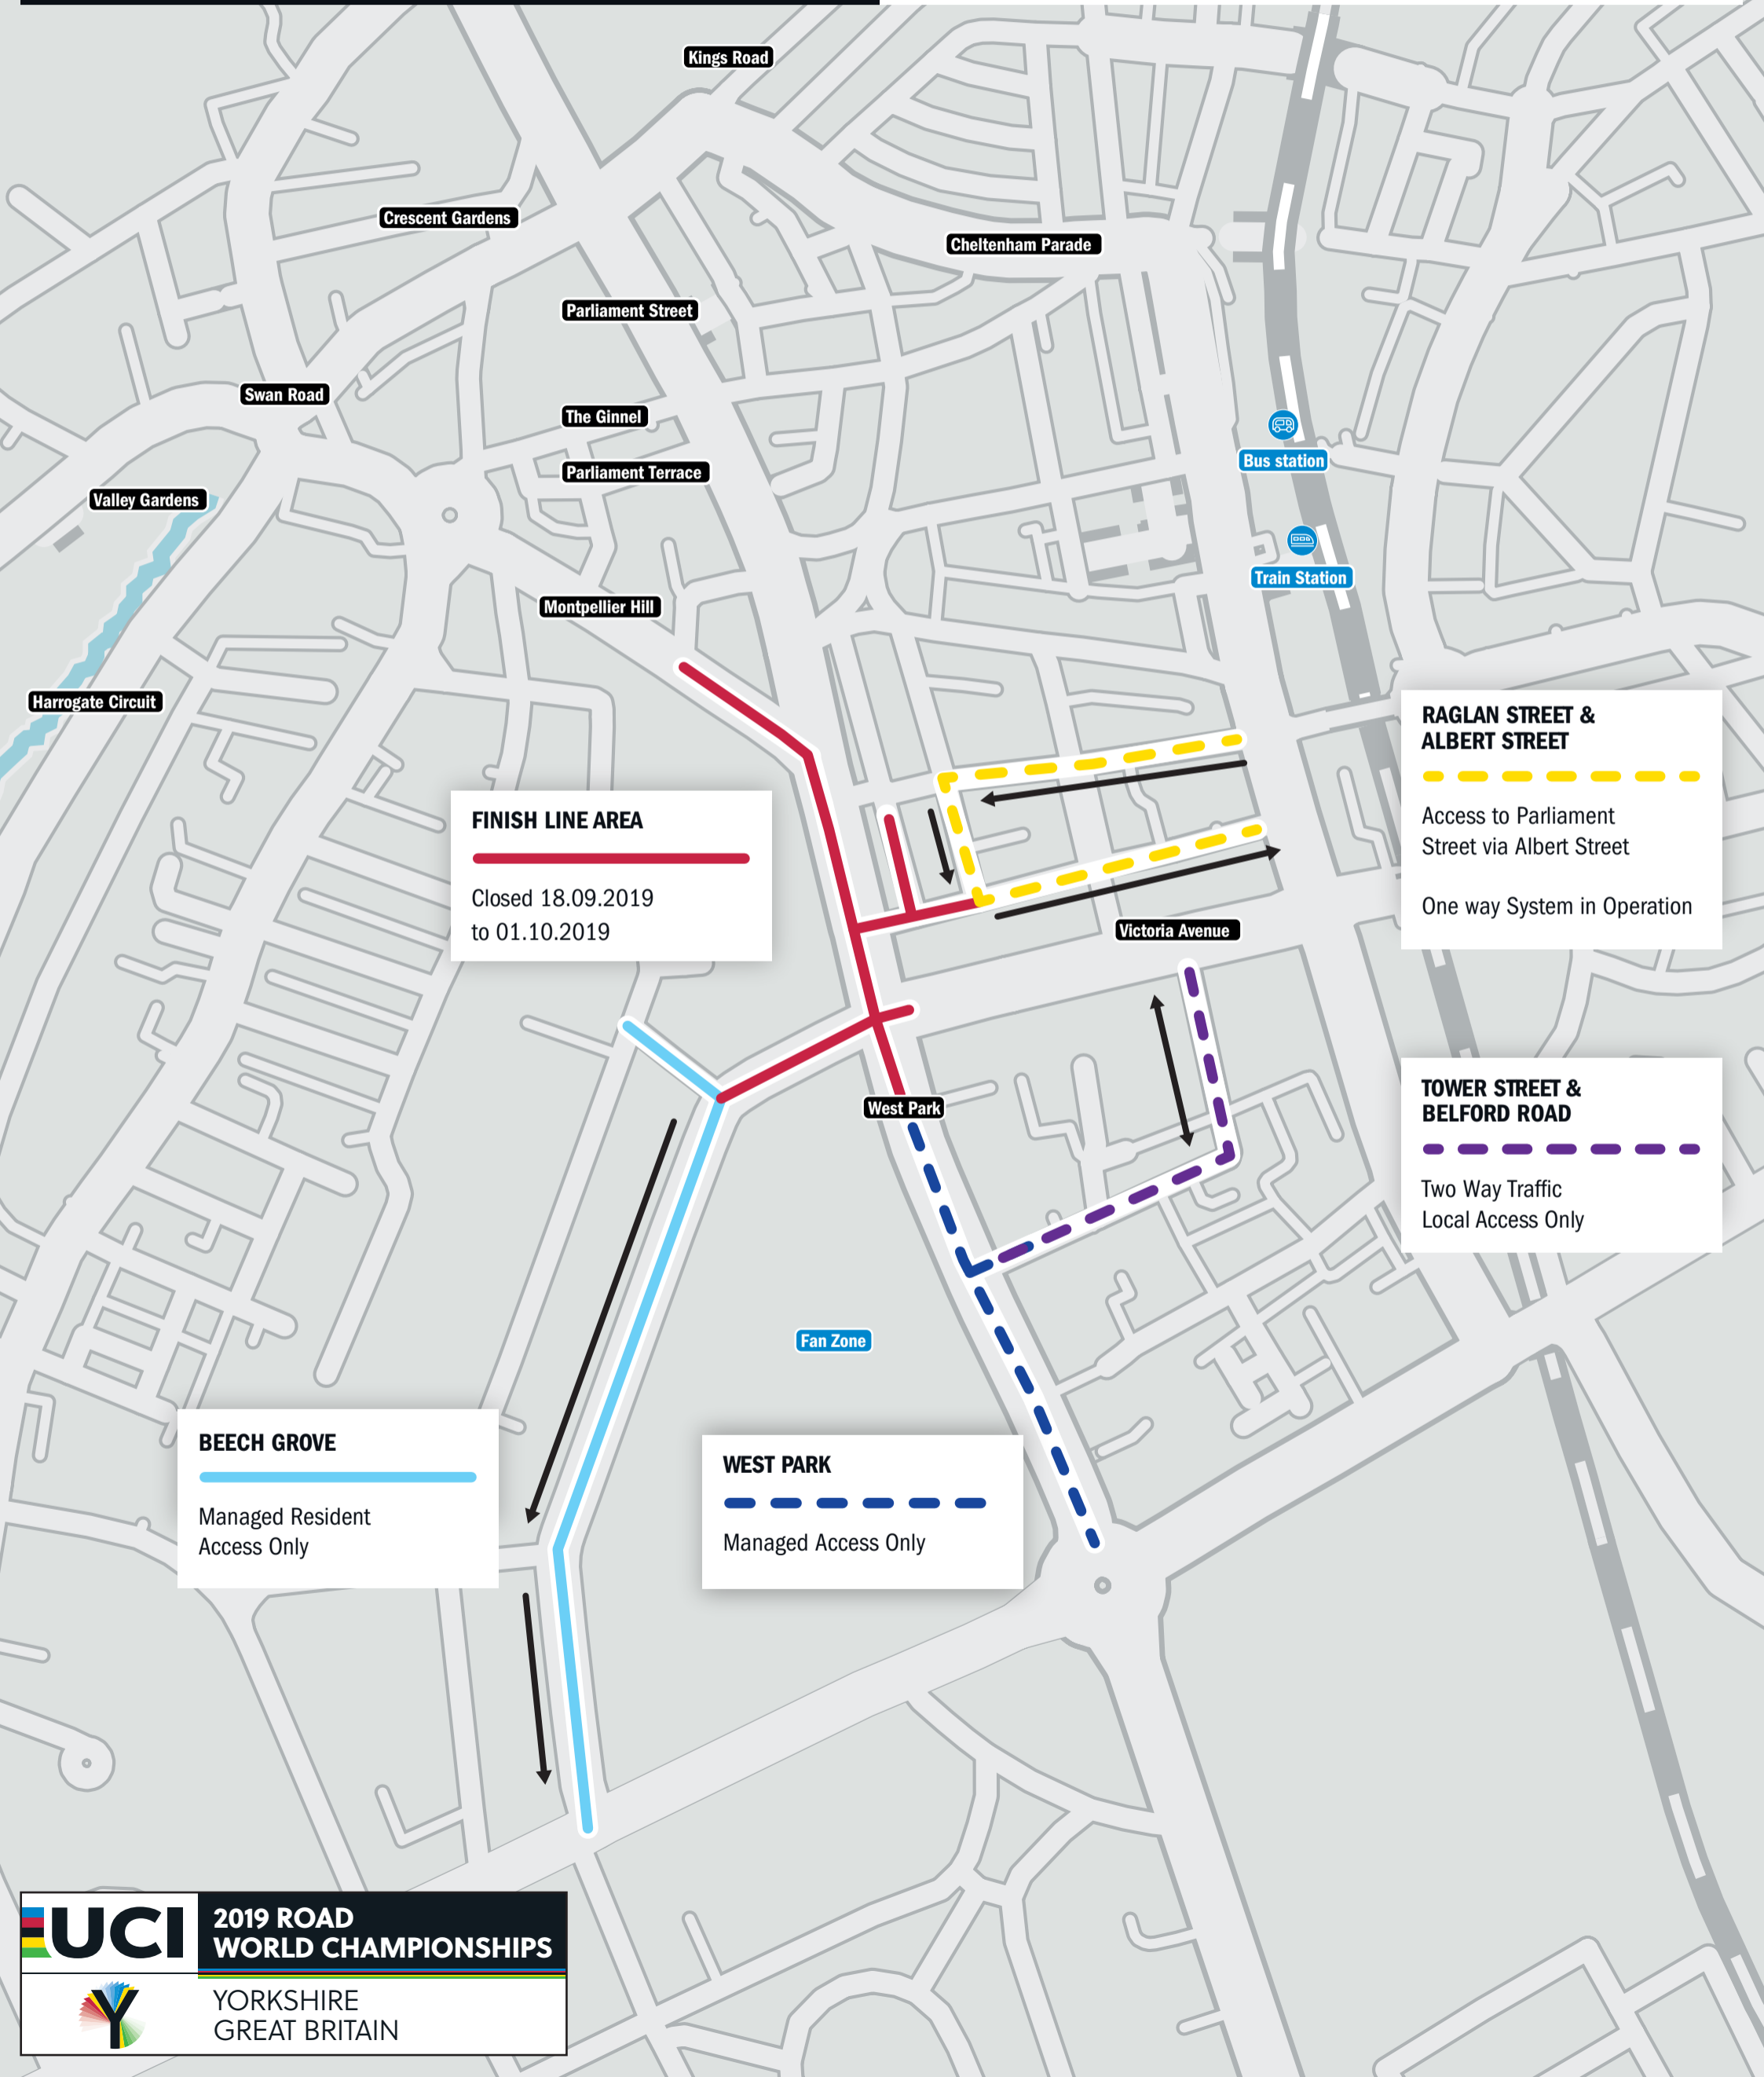 Kings Road
Crescent Gardens
Cheltenham Parade
Parliament Street
Swan Road
The Ginnel
Bus station
Parliament Terrace
Valley Gardens
Train Station
Montpellier Hill
Harrogate Circuit
RAGLAN STREET &
ALBERT STREET
Access to Parliament
Street via Albert Street
One way System in Operation
FINISH LINE AREA
Closed 18.09.2019
to 01.10.2019
Victoria Avenue
West Park
TOWER STREET &
BELFORD ROAD
Two Way Traffic
Local Access Only
Fan Zone
BEECH GROVE
Managed Resident
Access Only
WEST PARK
Managed Access Only
UCI
2019 ROAD
WORLD CHAMPIONSHIPS
Y
YORKSHIRE
GREAT BRITAIN